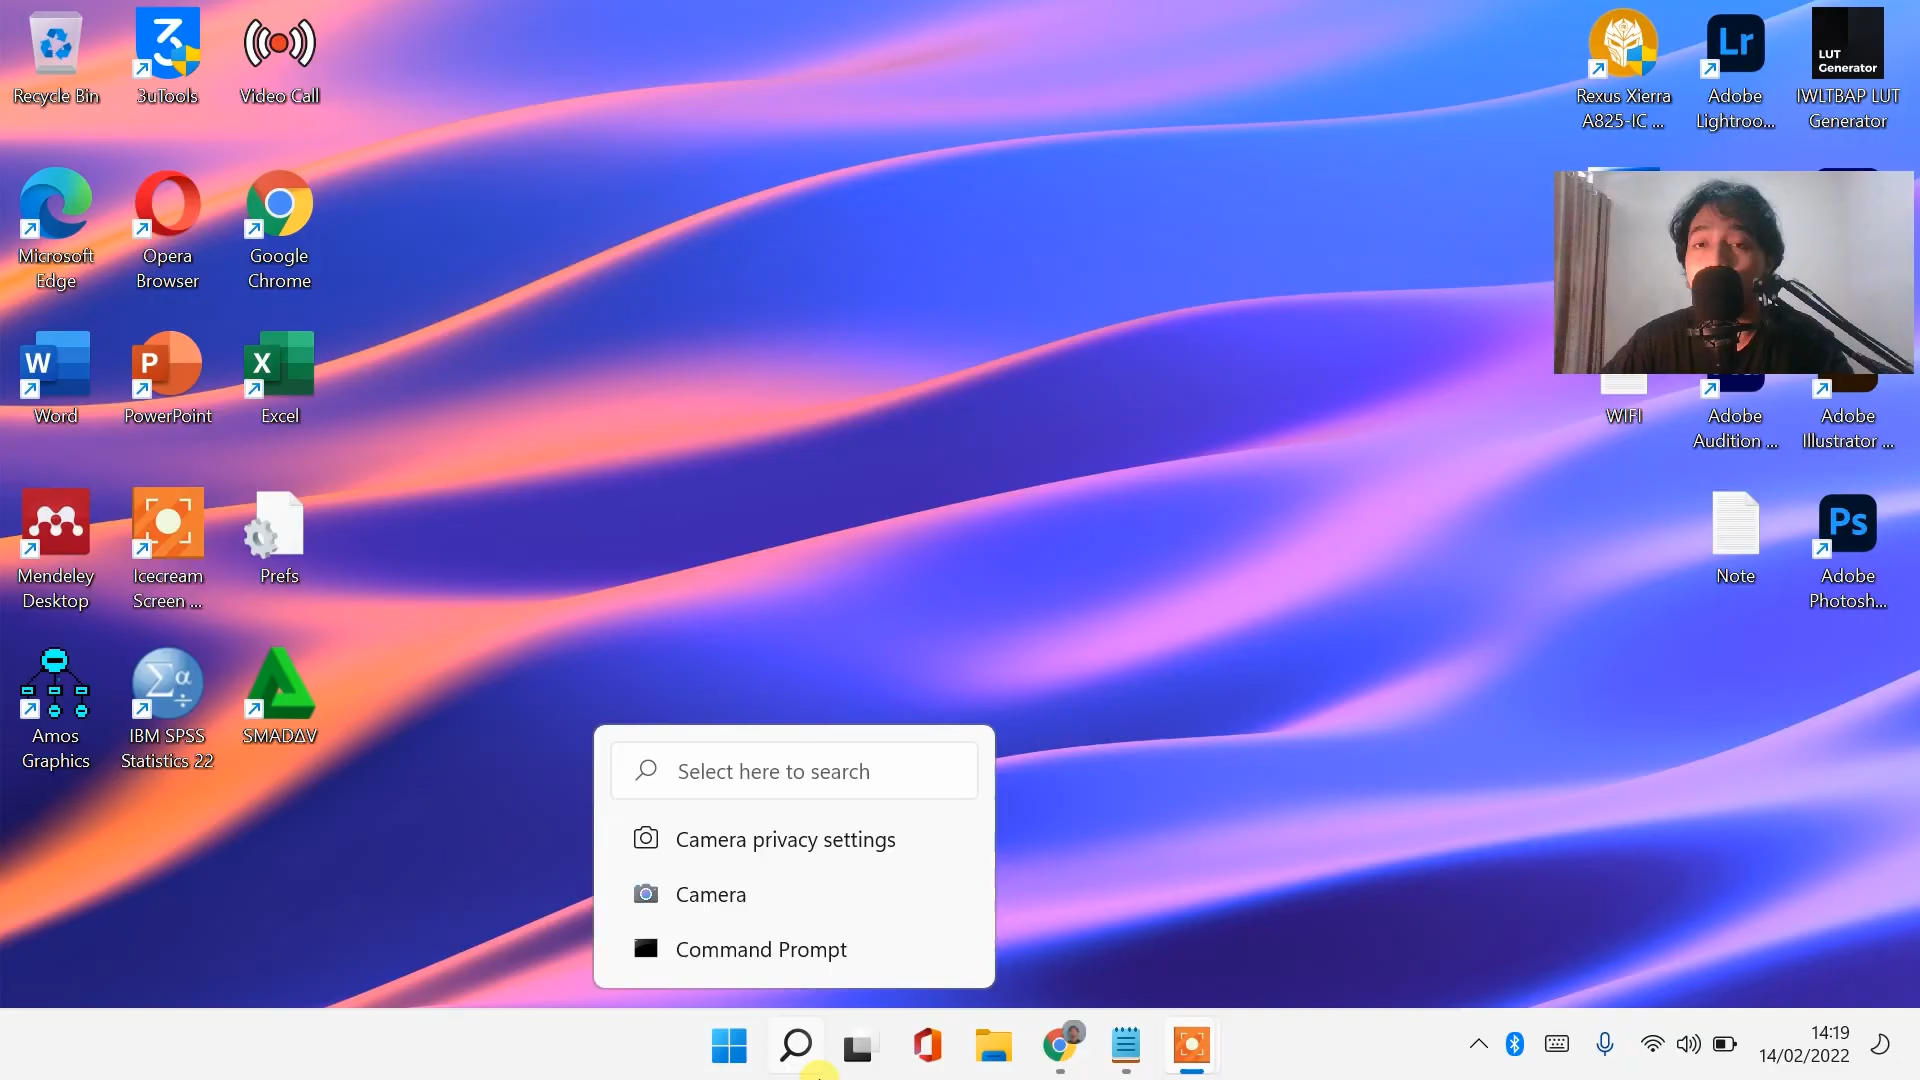 Recycle Bin
3uTools
Video Call
Rexus Xierra
A825-IC ...
Lr
Adobe
Lightroo...
LUT
Generator
IWLTBAP LUT
Generator
Microsoft
Edge
Opera
Browser
Google
Chrome
W
Word
P
PowerPoint
X
Excel
WIFI
Adobe
Audition ...
Adobe
Illustrator ...
Mendeley
Desktop
Icecream
Screen ...
Prefs
Note
Ps
Adobe
Photosh...
Amos
Graphics
Σα
÷
IBM SPSS
Statistics 22
SMADΔV
Select here to search
Camera privacy settings
Camera
Command Prompt
14:19
14/02/2022